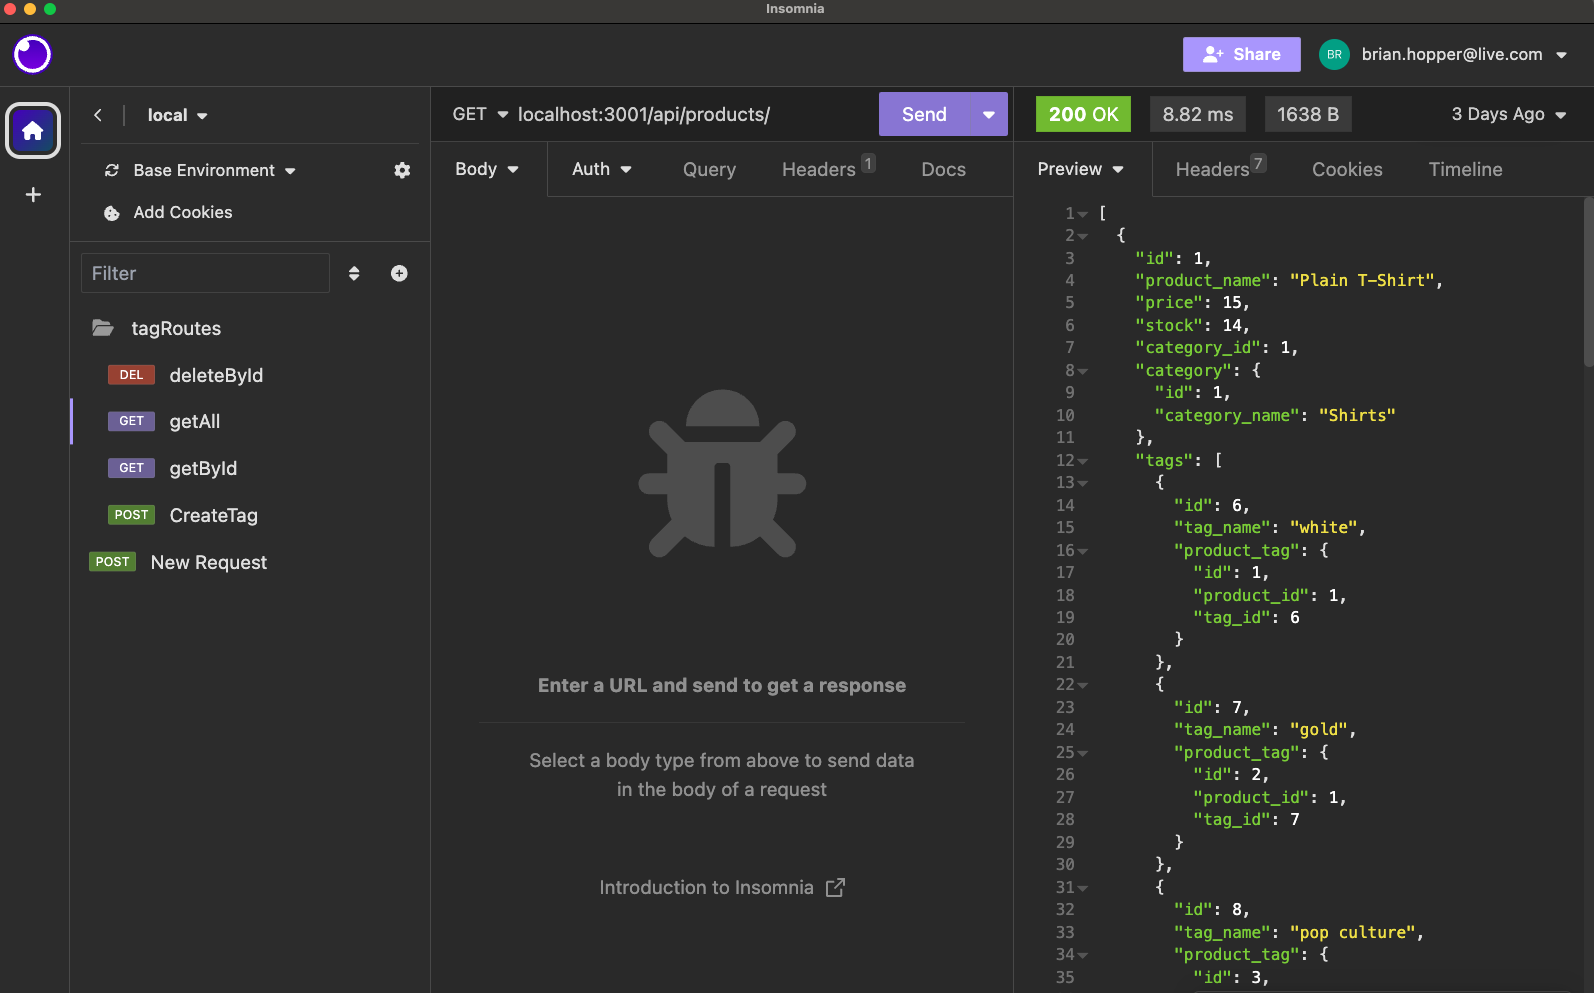 Insomnia
Share
BR
brian.hopper@live.com
local
Base Environment
Add Cookies
Filter
tagRoutes
DEL deleteById
GET getAll
GET getById
POST CreateTag
POST New Request
GET localhost:3001/api/products/ Send
Body Auth Query Headers 1 Docs
Enter a URL and send to get a response
Select a body type from above to send data
in the body of a request
Introduction to Insomnia
200 OK 8.82 ms 1638 B 3 Days Ago
Preview Headers 7 Cookies Timeline
1 [
2 {
3 "id": 1,
4 "product_name": "Plain T-Shirt",
5 "price": 15,
6 "stock": 14,
7 "category_id": 1,
8 "category": {
9 "id": 1,
10 "category_name": "Shirts"
11 },
12 "tags": [
13 {
14 "id": 6,
15 "tag_name": "white",
16 "product_tag": {
17 "id": 1,
18 "product_id": 1,
19 "tag_id": 6
20 }
21 },
22 {
23 "id": 7,
24 "tag_name": "gold",
25 "product_tag": {
26 "id": 2,
27 "product_id": 1,
28 "tag_id": 7
29 }
30 },
31 {
32 "id": 8,
33 "tag_name": "pop culture",
34 "product_tag": {
35 "id": 3,